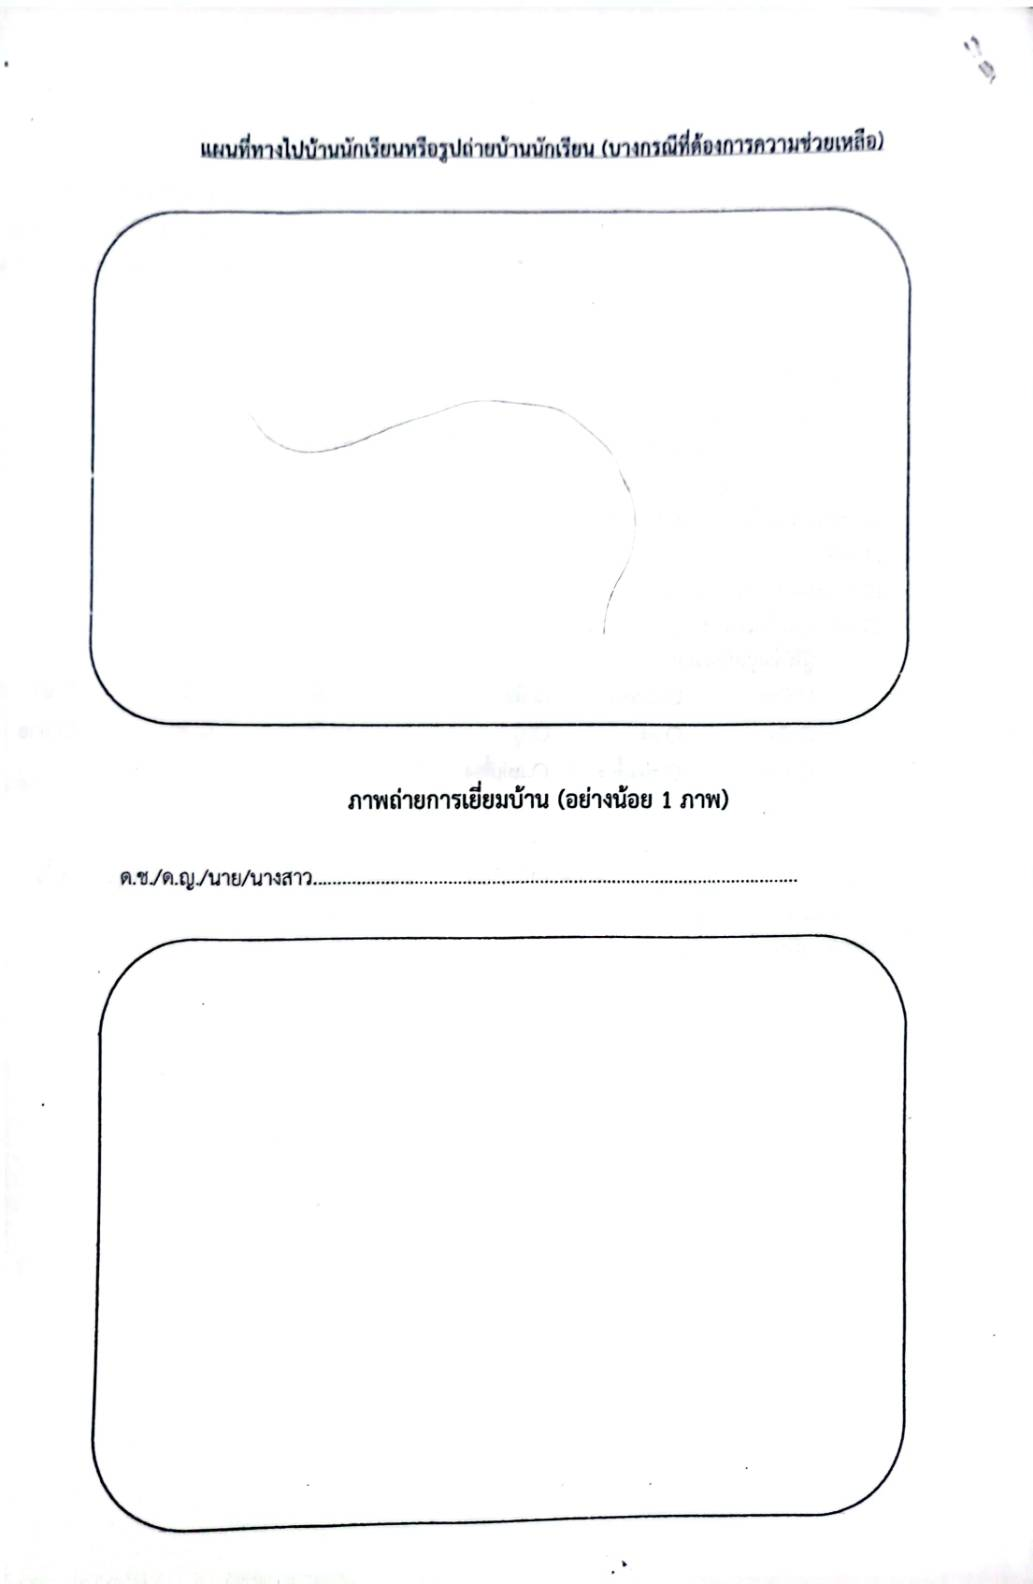 แผนที่ทางไปบ้านนักเรียนหรือรูปถ่ายบ้านนักเรียน (บางกรณีที่ต้องการความช่วยเหลือ)
ภาพถ่ายการเยี่ยมบ้าน (อย่างน้อย 1 ภาพ)
ด.ช./ด.ญ./นาย/นางสาว....................................................................................................